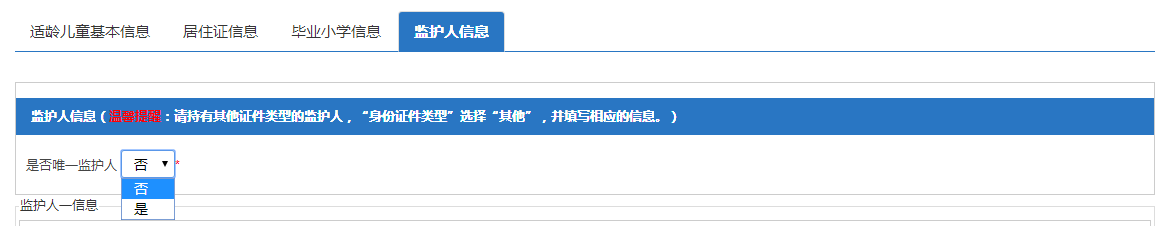 适龄儿童基本信息 居住证信息 毕业小学信息 监护人信息
监护人信息（温馨提醒：请持有其他证件类型的监护人，“身份证件类型”选择“其他”，并填写相应的信息。）
是否唯一监护人 否 *
否
是
监护人一信息